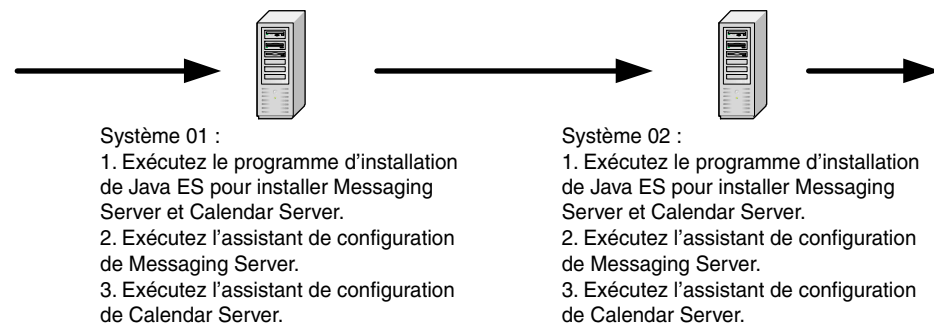 Système 01 :
1. Exécutez le programme d’installation
de Java ES pour installer Messaging
Server et Calendar Server.
2. Exécutez l’assistant de configuration
de Messaging Server.
3. Exécutez l’assistant de configuration
de Calendar Server.
Système 02 :
1. Exécutez le programme d’installation
de Java ES pour installer Messaging
Server et Calendar Server.
2. Exécutez l’assistant de configuration
de Messaging Server.
3. Exécutez l’assistant de configuration
de Calendar Server.